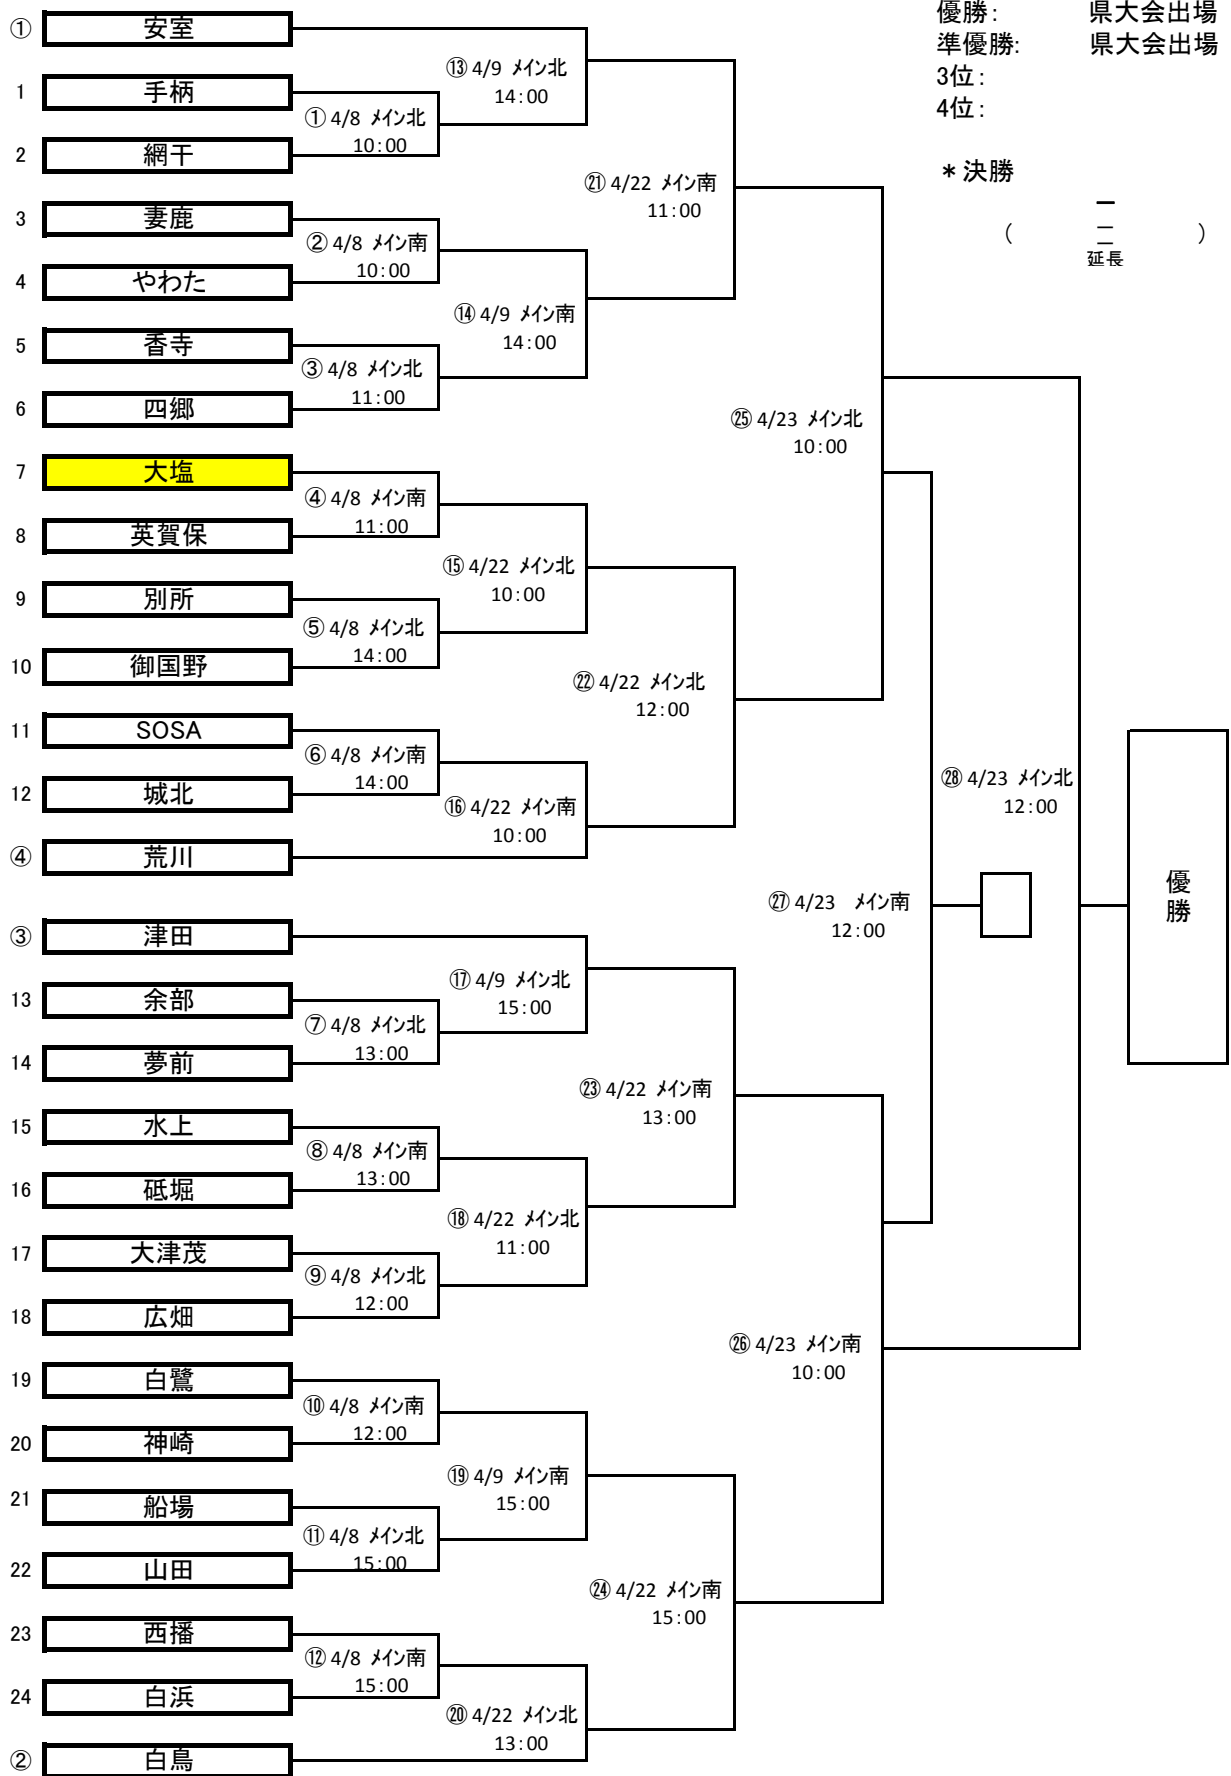 優勝: 県大会出場
準優勝: 県大会出場
3位:
4位:
*決勝
ー
( ー )
ー
延長
① 安室
⑬ 4/9 メイン北
14:00
1 手柄
① 4/8 メイン北
10:00
2 網干
㉑ 4/22 メイン南
11:00
3 妻鹿
② 4/8 メイン南
10:00
4 やわた
⑭ 4/9 メイン南
14:00
5 香寺
③ 4/8 メイン北
11:00
6 四郷
㉕ 4/23 メイン北
10:00
7 大塩
④ 4/8 メイン南
11:00
8 英賀保
⑮ 4/22 メイン北
10:00
9 別所
⑤ 4/8 メイン北
14:00
10 御国野
㉒ 4/22 メイン北
12:00
11 SOSA
⑥ 4/8 メイン南
14:00
12 城北
⑯ 4/22 メイン南
10:00
④ 荒川
㉘ 4/23 メイン北
12:00
優勝
㉗ 4/23 メイン南
12:00
③ 津田
⑰ 4/9 メイン北
15:00
13 余部
⑦ 4/8 メイン北
13:00
14 夢前
㉓ 4/22 メイン南
13:00
15 水上
⑧ 4/8 メイン南
13:00
16 砥堀
⑱ 4/22 メイン北
11:00
17 大津茂
⑨ 4/8 メイン北
12:00
18 広畑
㉖ 4/23 メイン南
10:00
19 白鷺
⑩ 4/8 メイン南
12:00
20 神崎
⑲ 4/9 メイン南
15:00
21 船場
⑪ 4/8 メイン北
15:00
22 山田
㉔ 4/22 メイン南
15:00
23 西播
⑫ 4/8 メイン南
15:00
24 白浜
⑳ 4/22 メイン北
13:00
② 白鳥